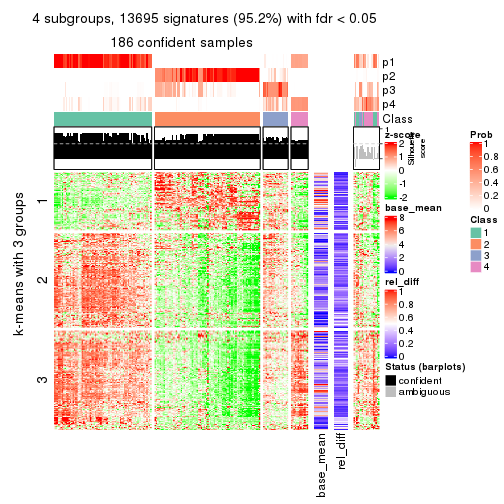 4 subgroups, 13695 signatures (95.2%) with fdr < 0.05
186 confident samples
p1
p2
p3
p4
Class
1
Silhouette
score
z-score
2
1
0
-1
-2
base_mean
8
6
4
2
0
rel_diff
1
0.8
0.6
0.4
0.2
0
Status (barplots)
confident
ambiguous
Prob
1
0.8
0.6
0.4
0.2
0
Class
1
2
3
4
k-means with 3 groups
1
2
3
base_mean
rel_diff